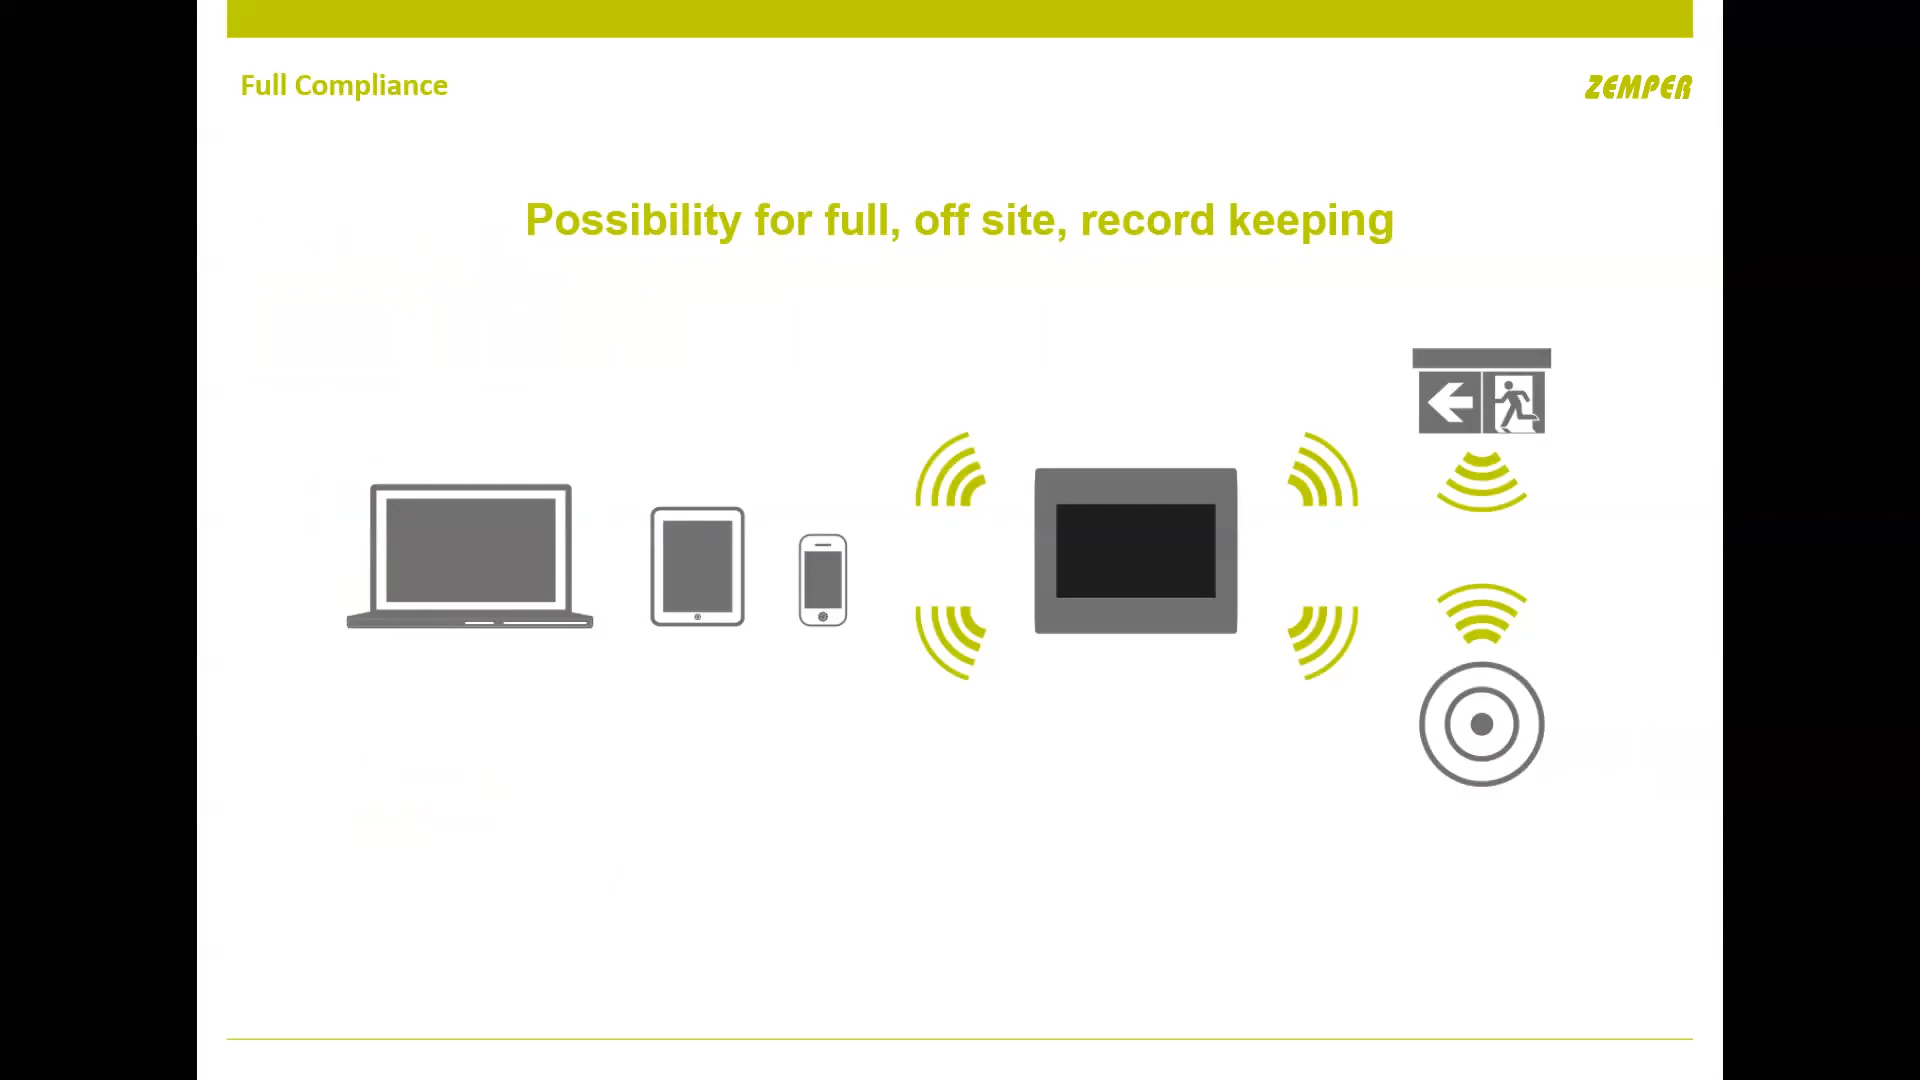 Full Compliance
ZEMPER
Possibility for full, off site, record keeping